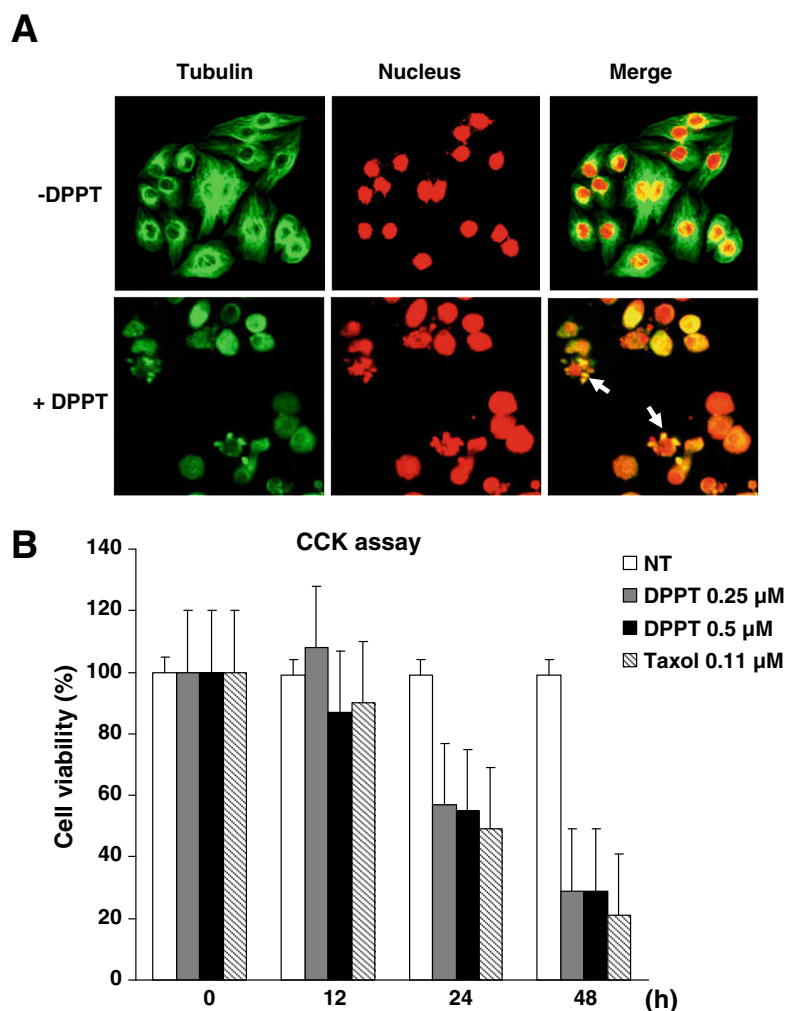 A
Tubulin Nucleus Merge
-DPPT
+ DPPT
B
CCK assay
Cell viability (%)
140
120
100
80
60
40
20
0
0 12 24 48 (h)
NT
DPPT 0.25 µM
DPPT 0.5 µM
Taxol 0.11 µM